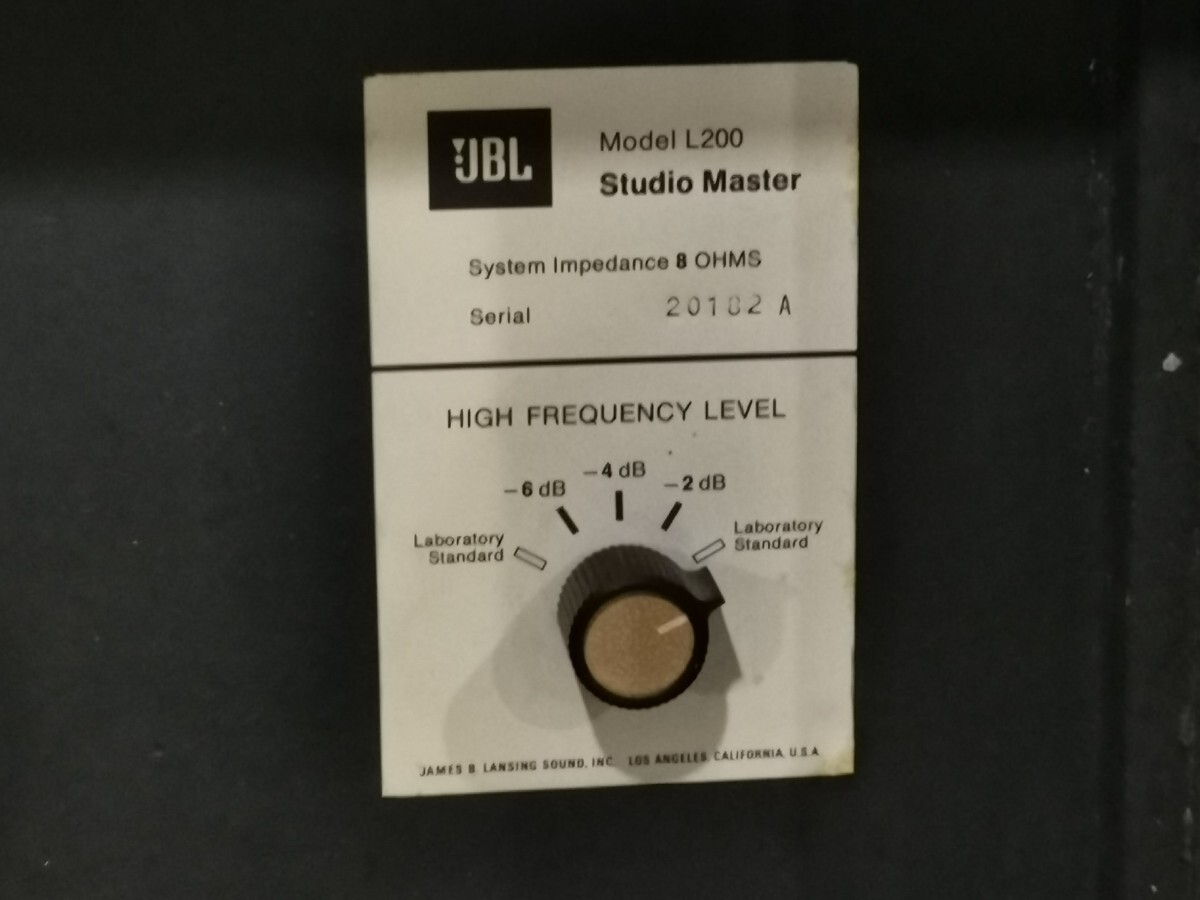 JBL
Model L200
Studio Master
System Impedance 8 OHMS
Serial 20182 A
HIGH FREQUENCY LEVEL
-4 dB
-6 dB
-2 dB
Laboratory Standard
Laboratory Standard
JAMES B. LANSING SOUND, INC. LOS ANGELES, CALIFORNIA, U.S.A.